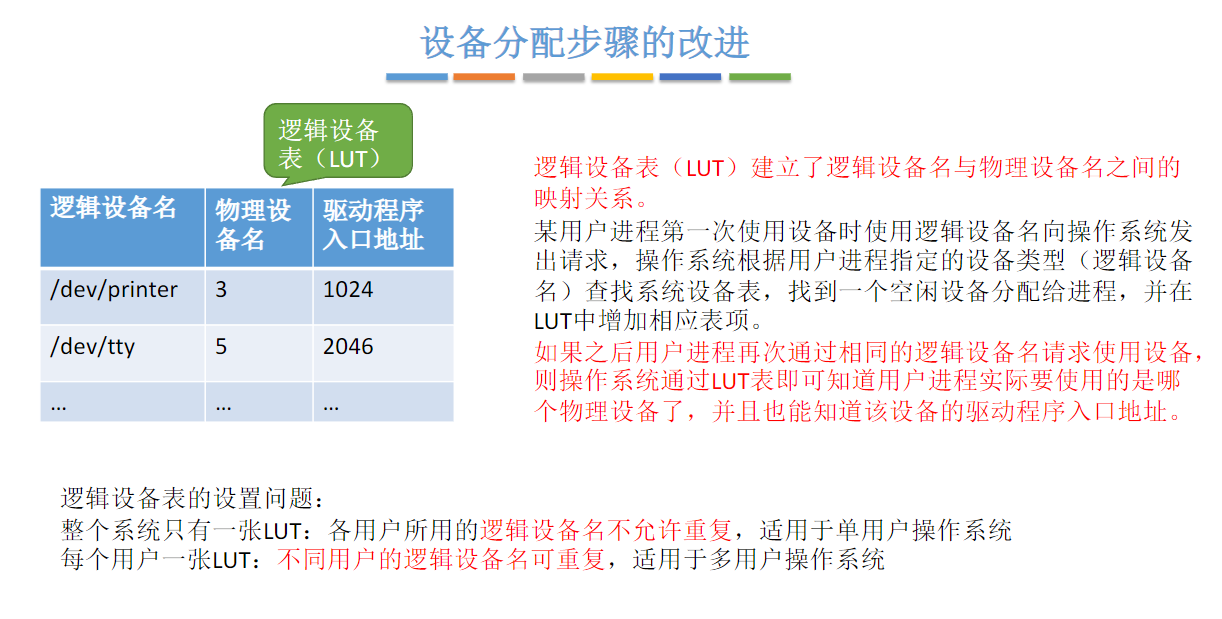 设备分配步骤的改进
逻辑设备
表（LUT）
逻辑设备名 物理设备名 驱动程序入口地址
/dev/printer 3 1024
/dev/tty 5 2046
... ... ...
逻辑设备表（LUT）建立了逻辑设备名与物理设备名之间的
映射关系。
某用户进程第一次使用设备时使用逻辑设备名向操作系统发
出请求，操作系统根据用户进程指定的设备类型（逻辑设备
名）查找系统设备表，找到一个空闲设备分配给进程，并在
LUT中增加相应表项。
如果之后用户进程再次通过相同的逻辑设备名请求使用设备，
则操作系统通过LUT表即可知道用户进程实际要使用的是哪
个物理设备了，并且也能知道该设备的驱动程序入口地址。
逻辑设备表的设置问题：
整个系统只有一张LUT：各用户所用的逻辑设备名不允许重复，适用于单用户操作系统
每个用户一张LUT：不同用户的逻辑设备名可重复，适用于多用户操作系统